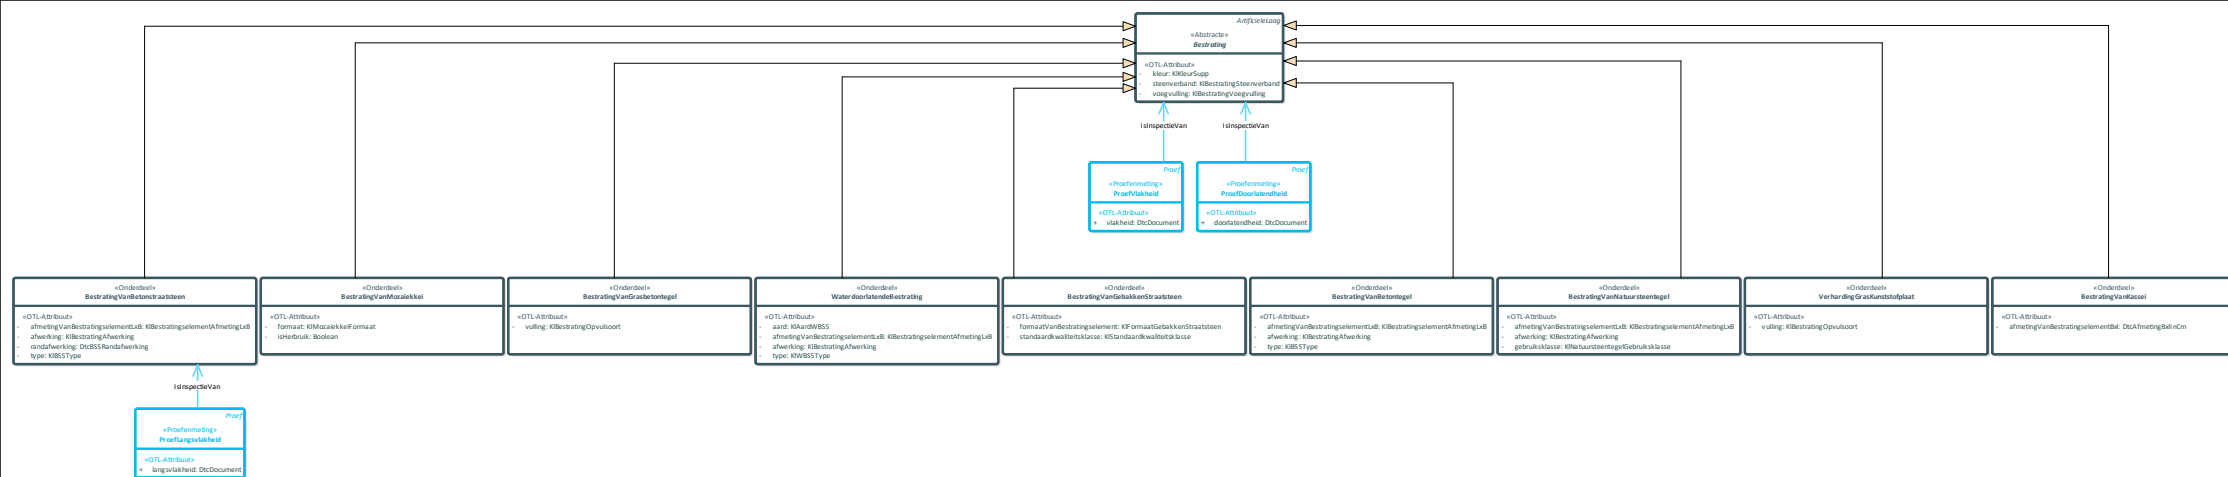 ArtificieleLaag
«Abstracte»
Bestrating
«OTL-Attribuut»
- kleur: KlKleurSupp
- steenverband: KlBestratingSteenverband
- voegvulling: KlBestratingVoegvulling
IsInspectieVan
IsInspectieVan
Proef
«Proefenmeting»
ProefVlakheid
«OTL-Attribuut»
+ vlakheid: DtcDocument
Proef
«Proefenmeting»
ProefDoorlatendheid
«OTL-Attribuut»
+ doorlatendheid: DtcDocument
«Onderdeel»
BestratingVanBetonstraatsteen
«OTL-Attribuut»
- afmetingVanBestratingselementLxB: KlBestratingselementAfmetingLxB
- afwerking: KlBestratingAfwerking
- randafwerking: DtcBSSRandafwerking
- type: KlBSSType
«Onderdeel»
BestratingVanMozaiekkei
«OTL-Attribuut»
- formaat: KlMozaiekkeiFormaat
- isHerbruik: Boolean
«Onderdeel»
BestratingVanGrasbetontegel
«OTL-Attribuut»
- vulling: KlBestratingOpvulsoort
«Onderdeel»
WaterdoorlatendeBestrating
«OTL-Attribuut»
- aard: KlAardWBSS
- afmetingVanBestratingselementLxB: KlBestratingselementAfmetingLxB
- afwerking: KlBestratingAfwerking
- type: KlWBSSType
«Onderdeel»
BestratingVanGebakkenStraatsteen
«OTL-Attribuut»
- formaatVanBestratingselement: KlFormaatGebakkenStraatsteen
- standaardkwaliteitsklasse: KlStandaardkwaliteitsklasse
«Onderdeel»
BestratingVanBetontegel
«OTL-Attribuut»
- afmetingVanBestratingselementLxB: KlBestratingselementAfmetingLxB
- afwerking: KlBestratingAfwerking
- type: KlBSSType
«Onderdeel»
BestratingVanNatuursteentegel
«OTL-Attribuut»
- afmetingVanBestratingselementLxB: KlBestratingselementAfmetingLxB
- afwerking: KlBestratingAfwerking
- gebruiksklasse: KlNatuursteentegelGebruiksklasse
«Onderdeel»
VerhardingGrasKunststofplaat
«OTL-Attribuut»
- vulling: KlBestratingOpvulsoort
«Onderdeel»
BestratingVanKassei
«OTL-Attribuut»
- afmetingVanBestratingselementBxl: DtcAfmetingBxlInCm
IsInspectieVan
Proef
«Proefenmeting»
ProefLangsvlakheid
«OTL-Attribuut»
+ langsvlakheid: DtcDocument